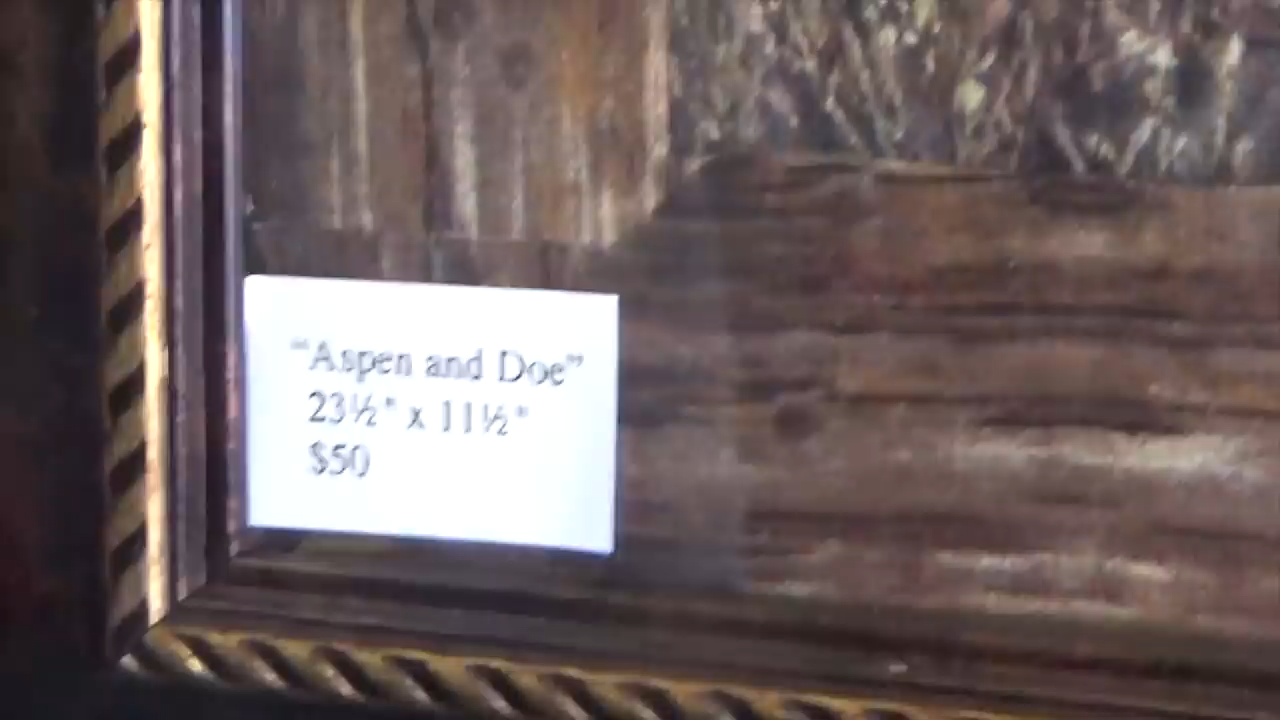 “Aspen and Doe”
23½" x 11½"
$50